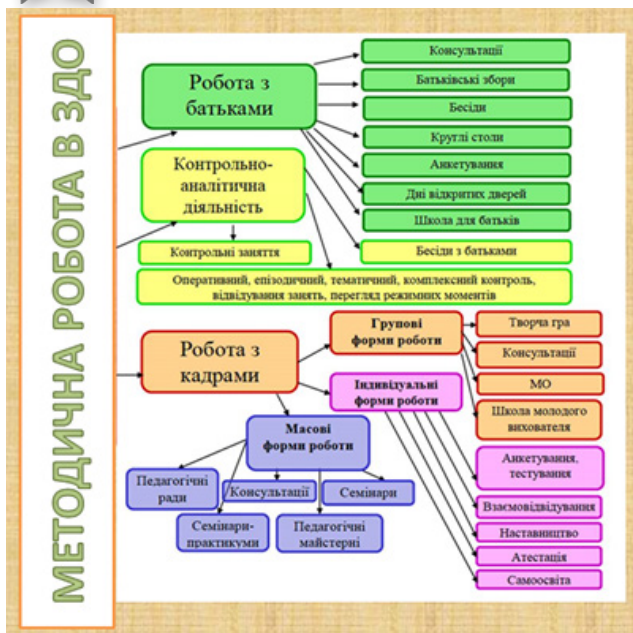 МЕТОДИЧНА РОБОТА В ЗДО
Робота з
батьками
Консультації
Батьківські збори
Бесіди
Круглі столи
Анкетування
Дні відкритих дверей
Школа для батьків
Контрольно-
аналітична
діяльність
Контрольні заняття
Бесіди з батьками
Оперативний, епізодичний, тематичний, комплексний контроль,
відвідування занять, перегляд режимних моментів
Робота з
кадрами
Групові
форми роботи
Творча гра
Консультації
МО
Школа молодого
вихователя
Індивідуальні
форми роботи
Анкетування,
тестування
Взаємовідвідування
Наставництво
Атестація
Самоосвіта
Масові
форми роботи
Педагогічні
ради
Консультації
Семінари
Семінари-
практикуми
Педагогічні
майстерні